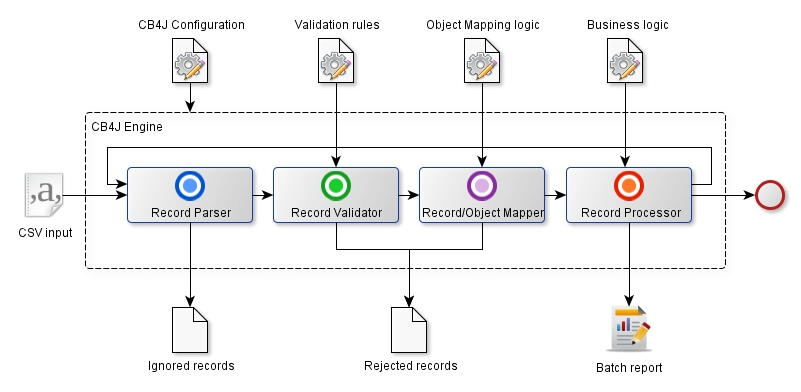 CB4J Configuration
Validation rules
Object Mapping logic
Business logic
CB4J Engine
,a,
CSV input
Record Parser
Record Validator
Record/Object Mapper
Record Processor
Ignored records
Rejected records
Batch report